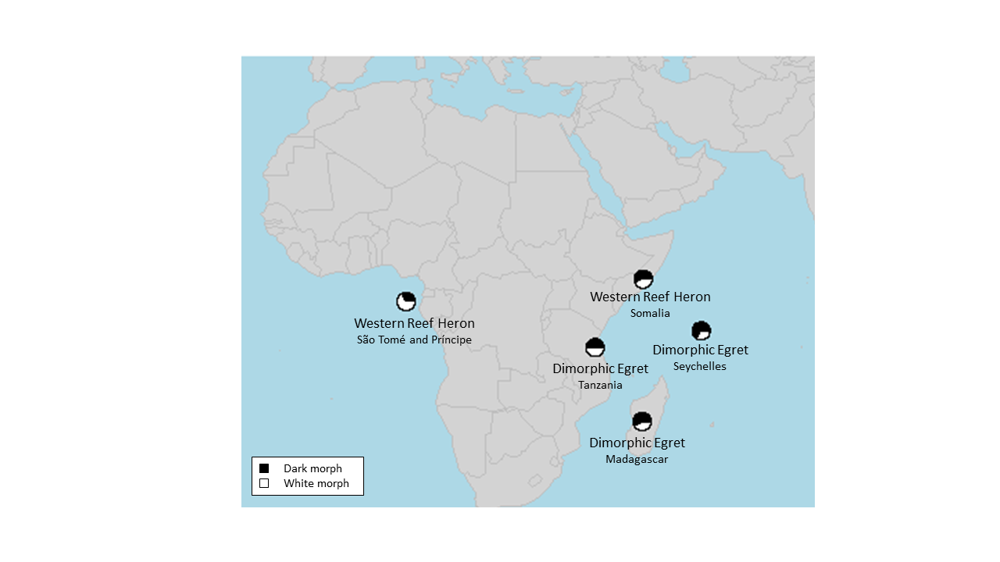 Western Reef Heron
Somalia
Western Reef Heron
São Tomé and Príncipe
Dimorphic Egret
Seychelles
Dimorphic Egret
Tanzania
Dimorphic Egret
Madagascar
Dark morph
White morph